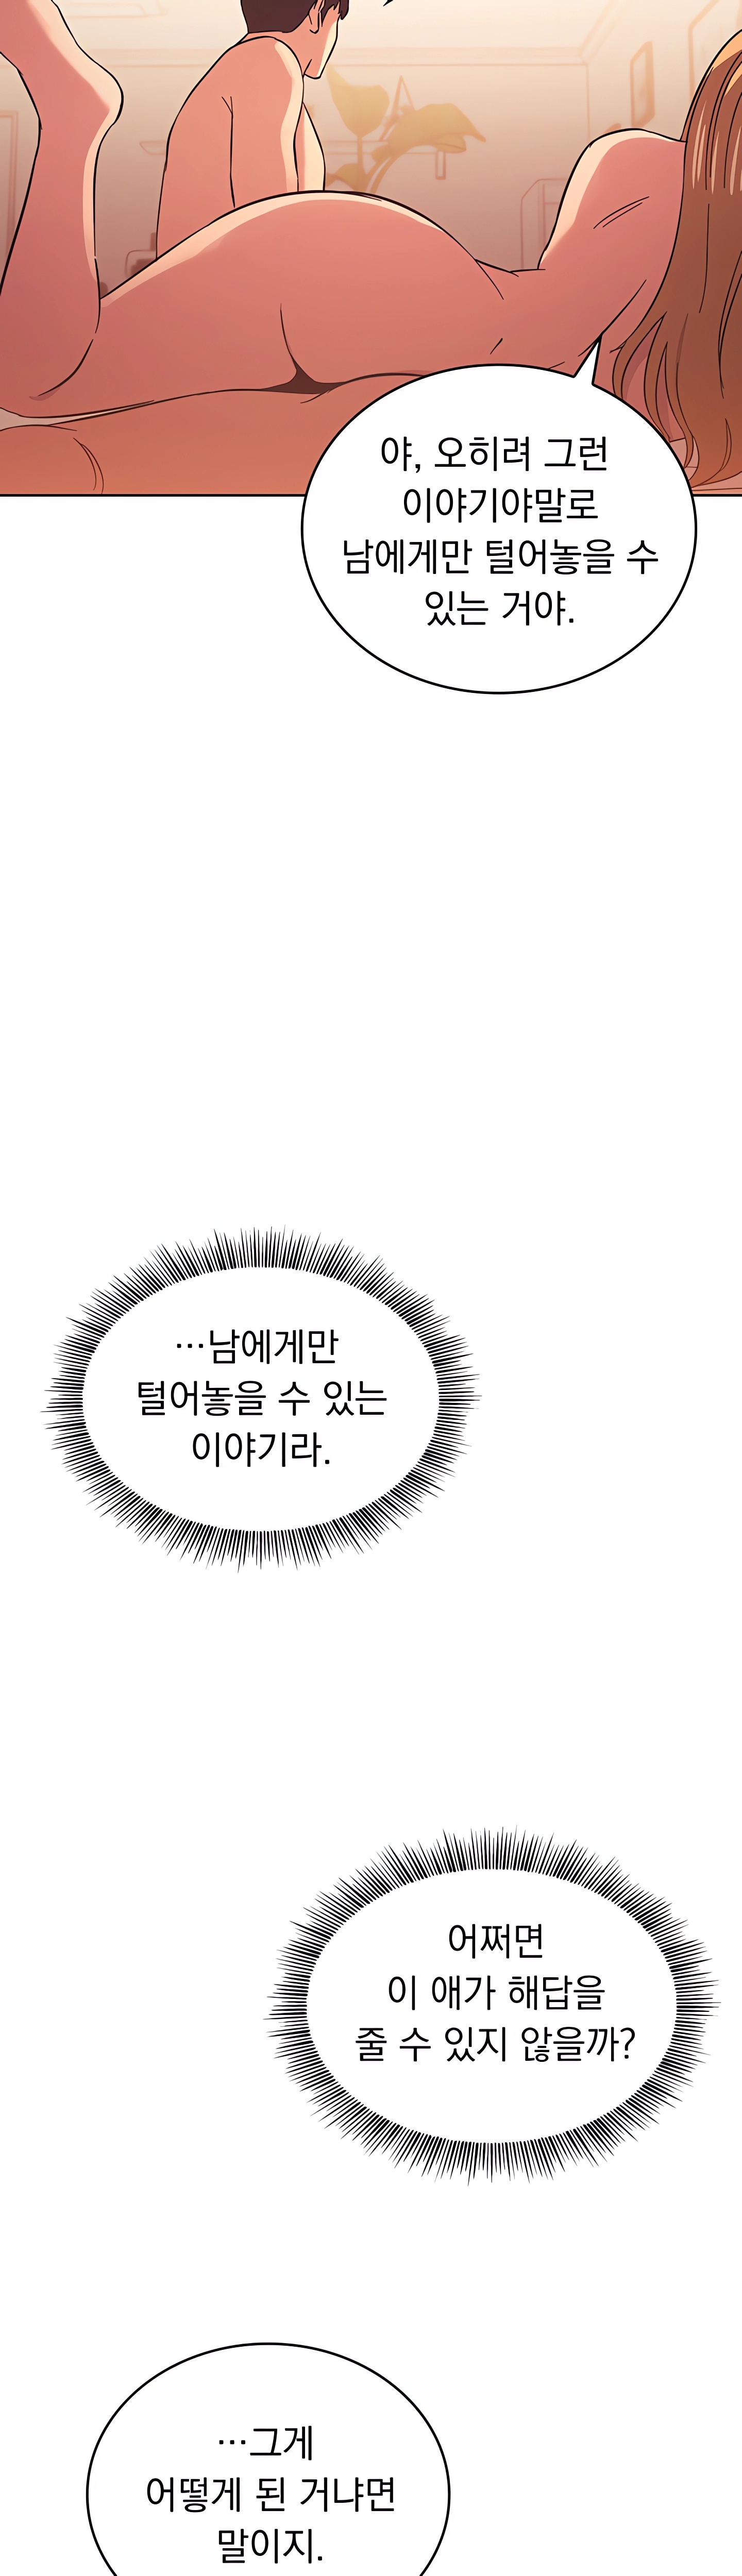 야, 오히려 그런
이야기야말로
남에게만 털어놓을 수
있는 거야.
…남에게만
털어놓을 수 있는
이야기라.
어쩌면
이 애가 해답을
줄 수 있지 않을까?
…그게
어떻게 된 거냐면
말이지.